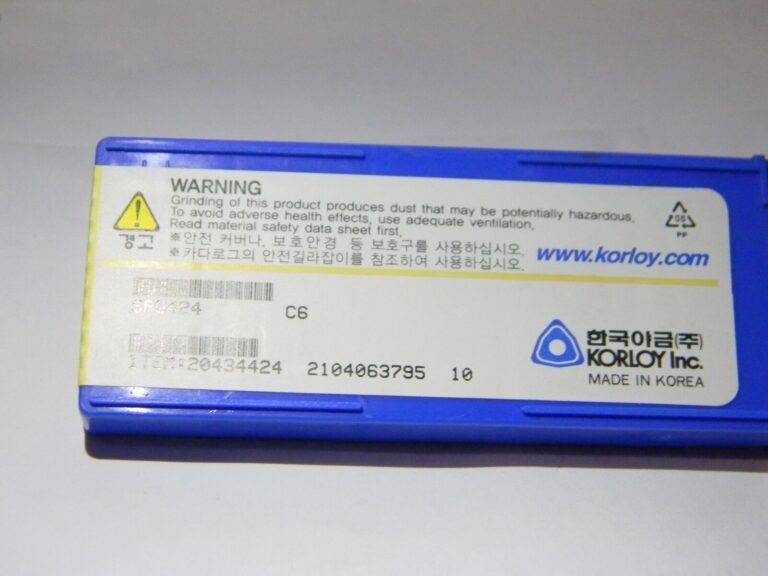 WARNING
Grinding of this product produces dust that may be potentially hazardous.
To avoid adverse health effects, use adequate ventilation.
Read material safety data sheet first.
경고
※안전 커버나, 보호안경 등 보호구를 사용하십시오.
※카다로그의 안전길라잡이를 참조하여 사용하십시오.
www.korloy.com
PP
C6
ITEM:20434424 2104063795 10
한국야금(주)
KORLOY Inc.
MADE IN KOREA